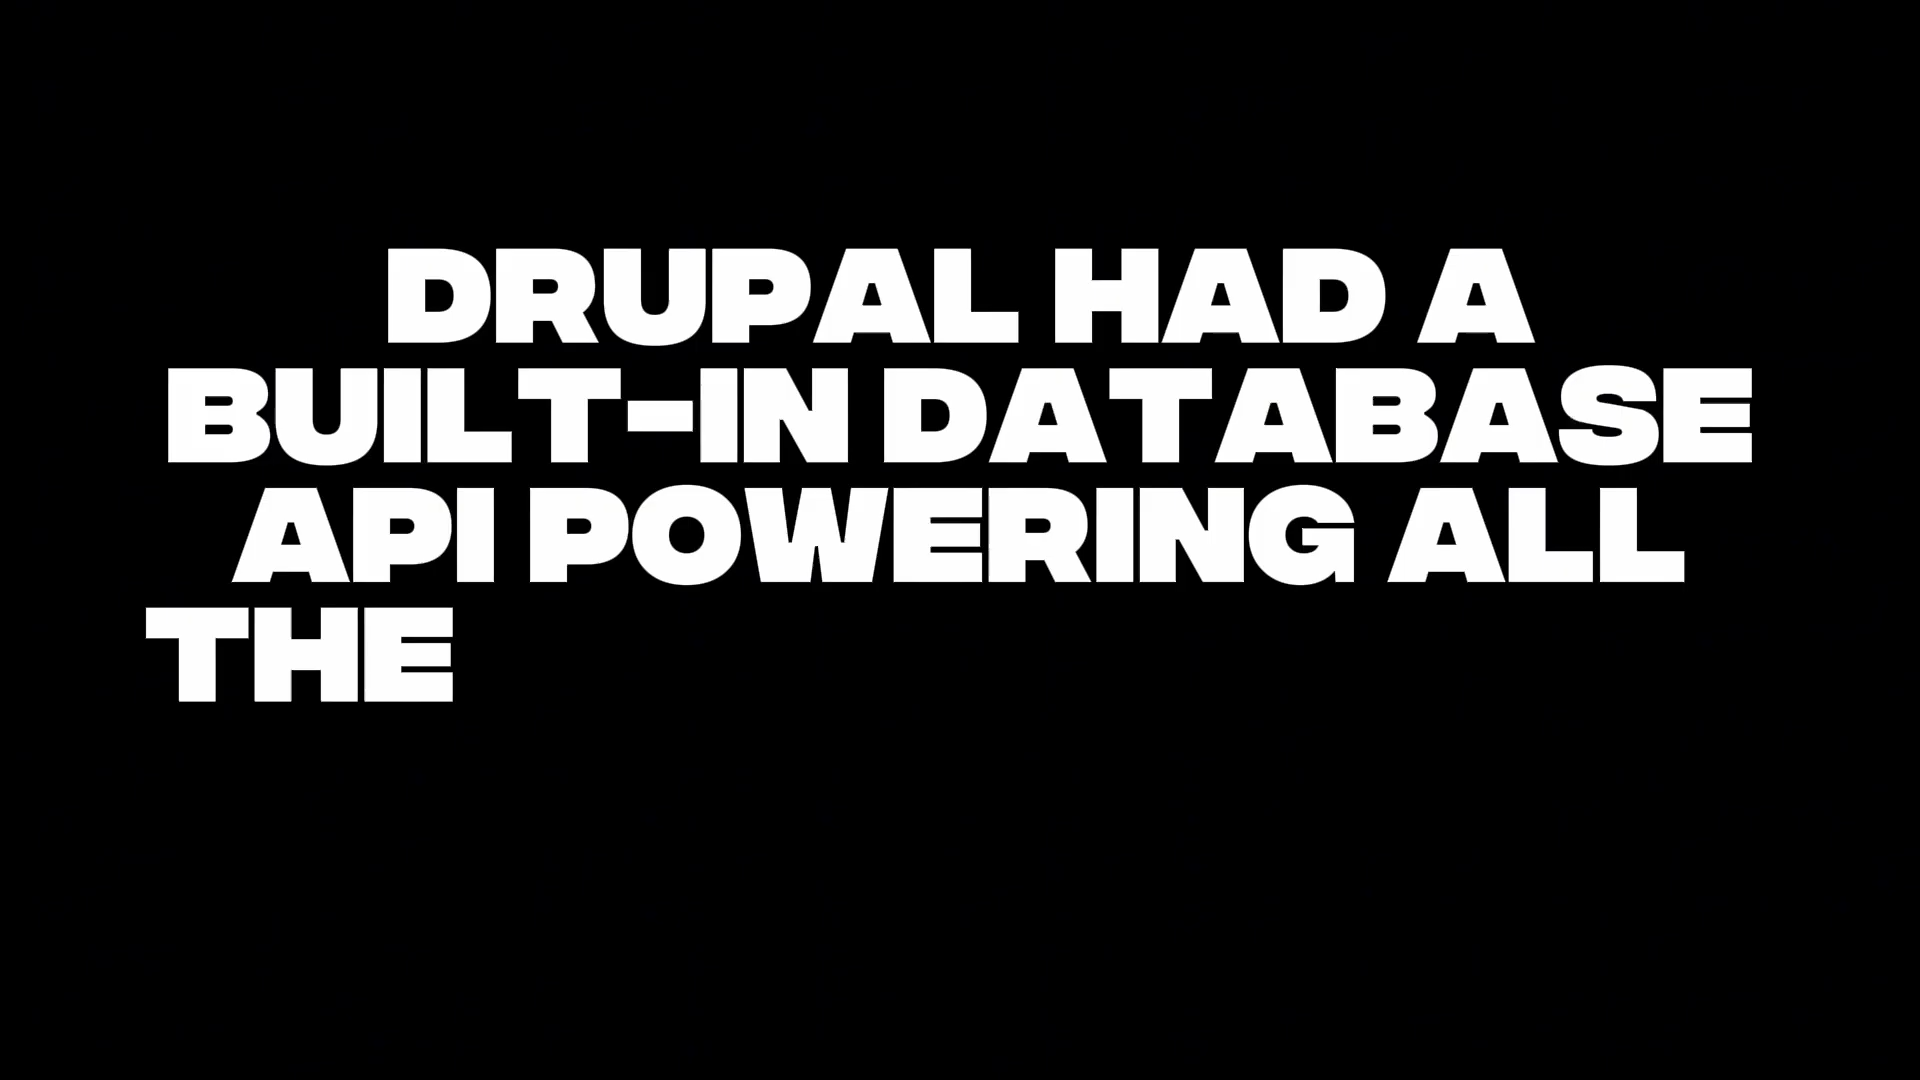 DRUPAL HAD A
BUILT-IN DATABASE
API POWERING ALL
THE